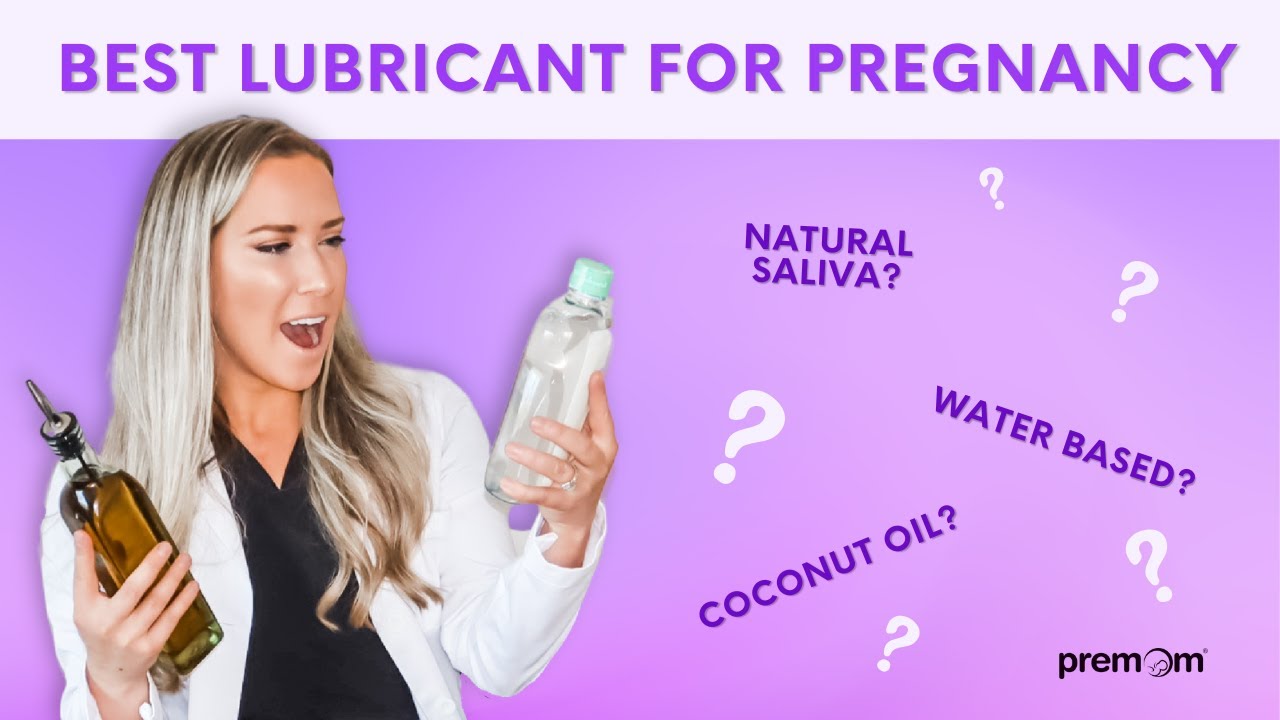 BEST LUBRICANT FOR PREGNANCY
?
NATURAL
SALIVA?
?
?
WATER BASED?
COCONUT OIL?
?
?
premom®